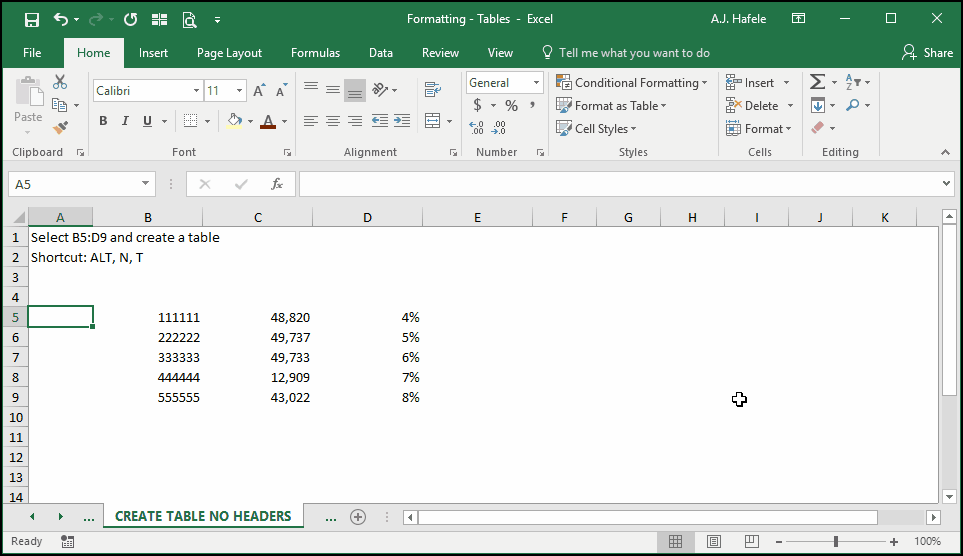 Formatting - Tables - Excel
A.J. Hafele
File Home Insert Page Layout Formulas Data Review View Tell me what you want to do Share
Calibri 11 A A General Conditional Formatting Insert Σ A Z
Paste B I U A $ % , Format as Table Delete
←.00 .00→.0 Cell Styles Format
Clipboard Font Alignment Number Styles Cells Editing
A5 fx
A B C D E F G H I J K
1 Select B5:D9 and create a table
2 Shortcut: ALT, N, T
3
4
5 111111 48,820 4%
6 222222 49,737 5%
7 333333 49,733 6%
8 444444 12,909 7%
9 555555 43,022 8%
10
11
12
13
14
... CREATE TABLE NO HEADERS ...
Ready 100%